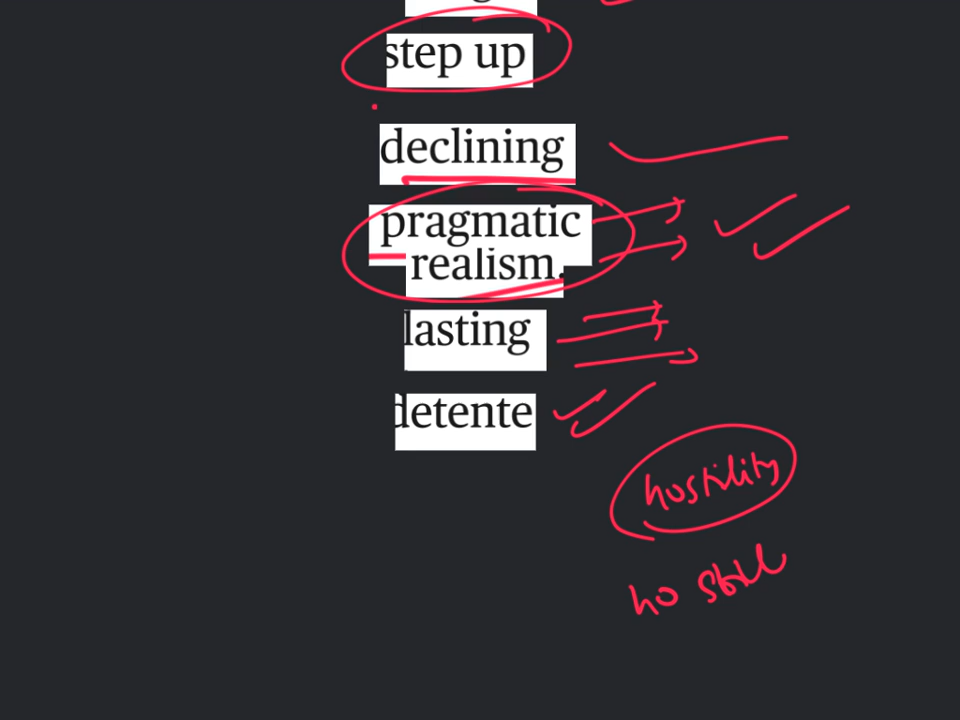 step up
declining
pragmatic
realism.
lasting
detente
hostility